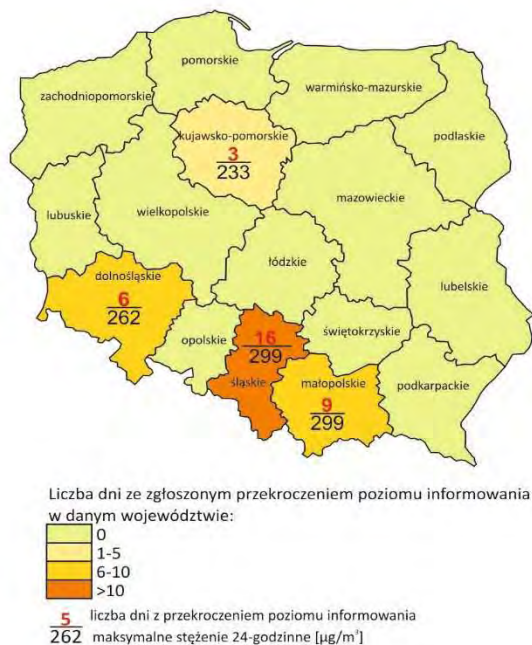 pomorskie
warmińsko-mazurskie
zachodniopomorskie
podlaskie
kujawsko-pomorskie
3
233
mazowieckie
lubuskie
wielkopolskie
łódzkie
dolnośląskie
6
262
lubelskie
opolskie
16
299
śląskie
świętokrzyskie
małopolskie
9
299
podkarpackie
Liczba dni ze zgłoszonym przekroczeniem poziomu informowania
w danym województwie:
0
1-5
6-10
>10
5 liczba dni z przekroczeniem poziomu informowania
262 maksymalne stężenie 24-godzinne [µg/m³]